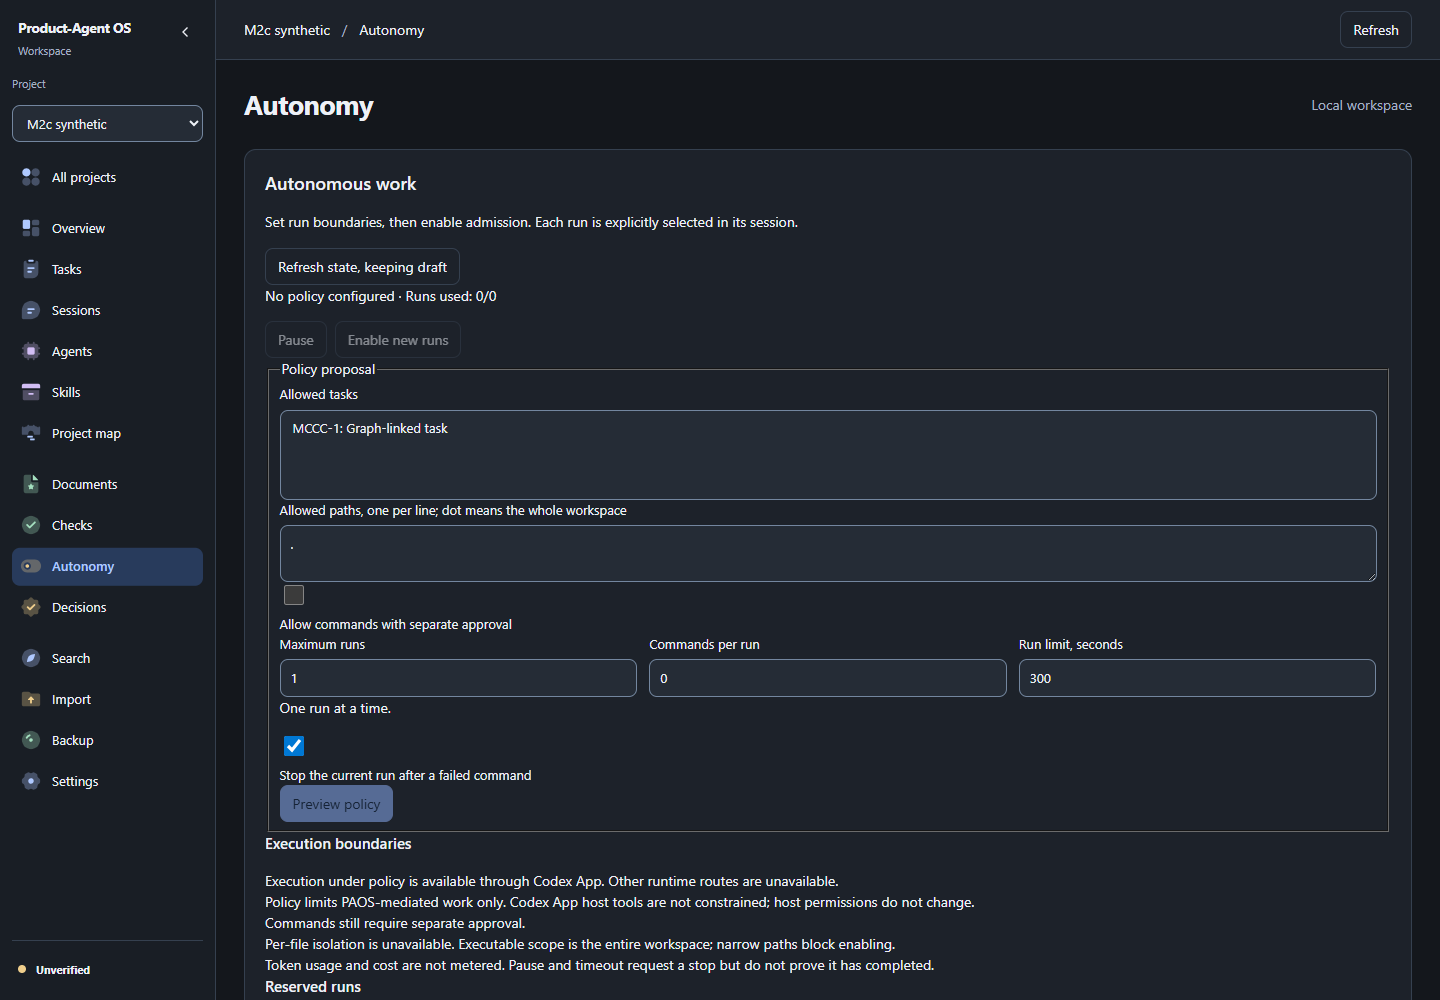 Product-Agent OS
Workspace
Project
M2c synthetic
All projects
Overview
Tasks
Sessions
Agents
Skills
Project map
Documents
Checks
Autonomy
Decisions
Search
Import
Backup
Settings
Unverified
M2c synthetic / Autonomy
Refresh
Autonomy
Local workspace
Autonomous work
Set run boundaries, then enable admission. Each run is explicitly selected in its session.
Refresh state, keeping draft
No policy configured · Runs used: 0/0
Pause
Enable new runs
Policy proposal
Allowed tasks
MCCC-1: Graph-linked task
Allowed paths, one per line; dot means the whole workspace
.
Allow commands with separate approval
Maximum runs
Commands per run
Run limit, seconds
1
0
300
One run at a time.
Stop the current run after a failed command
Preview policy
Execution boundaries
Execution under policy is available through Codex App. Other runtime routes are unavailable.
Policy limits PAOS-mediated work only. Codex App host tools are not constrained; host permissions do not change.
Commands still require separate approval.
Per-file isolation is unavailable. Executable scope is the entire workspace; narrow paths block enabling.
Token usage and cost are not metered. Pause and timeout request a stop but do not prove it has completed.
Reserved runs